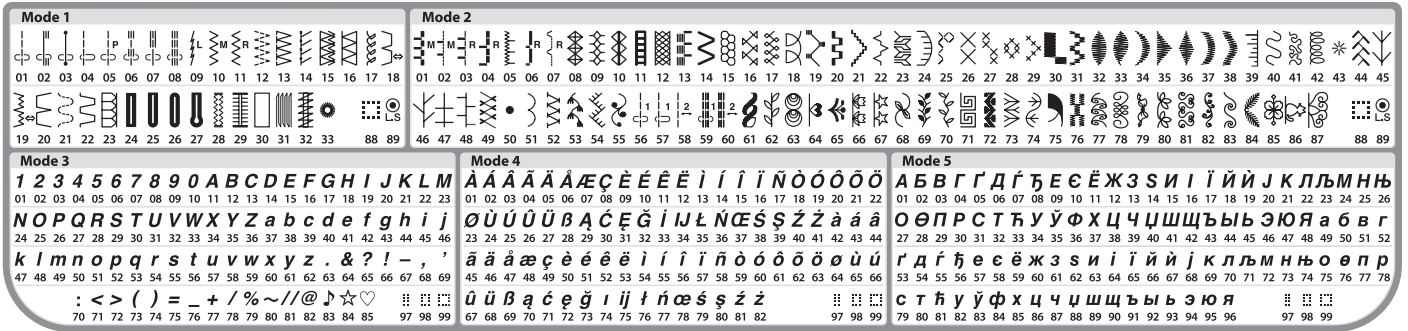 Mode 1
P L M R
01 02 03 04 05 06 07 08 09 10 11 12 13 14 15 16 17 18
L.S
19 20 21 22 23 24 25 26 27 28 29 30 31 32 33 88 89
Mode 2
M M R R R
01 02 03 04 05 06 07 08 09 10 11 12 13 14 15 16 17 18 19 20 21 22 23 24 25 26 27 28 29 30 31 32 33 34 35 36 37 38 39 40 41 42 43 44 45
1 1 2 1 2 L.S
46 47 48 49 50 51 52 53 54 55 56 57 58 59 60 61 62 63 64 65 66 67 68 69 70 71 72 73 74 75 76 77 78 79 80 81 82 83 84 85 86 87 88 89
Mode 3
1 2 3 4 5 6 7 8 9 0 A B C D E F G H I J K L M
01 02 03 04 05 06 07 08 09 10 11 12 13 14 15 16 17 18 19 20 21 22 23
N O P Q R S T U V W X Y Z a b c d e f g h i j
24 25 26 27 28 29 30 31 32 33 34 35 36 37 38 39 40 41 42 43 44 45 46
k l m n o p q r s t u v w x y z . & ? ! – , ’
47 48 49 50 51 52 53 54 55 56 57 58 59 60 61 62 63 64 65 66 67 68 69
: < > ( ) = _ + / % ~ // @ ♪ ☆ ♡
70 71 72 73 74 75 76 77 78 79 80 81 82 83 84 85 97 98 99
Mode 4
À Á Â Ã Ä Å Æ Ç È É Ê Ë Ì Í Î Ï Ñ Ò Ó Ô Õ Ö
01 02 03 04 05 06 07 08 09 10 11 12 13 14 15 16 17 18 19 20 21 22
Ø Ù Ú Û Ü ß Ą Ć Ę Ğ İ IJ Ł Ń Œ Ś Ş Ź Ż à á â
23 24 25 26 27 28 29 30 31 32 33 34 35 36 37 38 39 40 41 42 43 44
ã ä å æ ç è é ê ë ì í î ï ñ ò ó ô õ ö ø ù ú
45 46 47 48 49 50 51 52 53 54 55 56 57 58 59 60 61 62 63 64 65 66
û ü ß ą ć ę ğ ı ij ł ń œ ś ş ź ż
67 68 69 70 71 72 73 74 75 76 77 78 79 80 81 82 97 98 99
Mode 5
А Б В Г Ґ Д Ѓ Ђ Е Є Ё Ж З Ѕ И І Ї Й Ѝ Ј К Л Љ М Н Њ
01 02 03 04 05 06 07 08 09 10 11 12 13 14 15 16 17 18 19 20 21 22 23 24 25 26
О Ө П Р С Т Ћ У Ў Ф Х Ц Ч Џ Ш Щ Ъ Ы Ь Э Ю Я а б в г
27 28 29 30 31 32 33 34 35 36 37 38 39 40 41 42 43 44 45 46 47 48 49 50 51 52
ґ д ѓ ђ е є ё ж з ѕ и і ї й ѝ ј к л љ м н њ о ө п р
53 54 55 56 57 58 59 60 61 62 63 64 65 66 67 68 69 70 71 72 73 74 75 76 77 78
с т ћ у ў ф х ц ч џ ш щ ъ ы ь э ю я
79 80 81 82 83 84 85 86 87 88 89 90 91 92 93 94 95 96 97 98 99